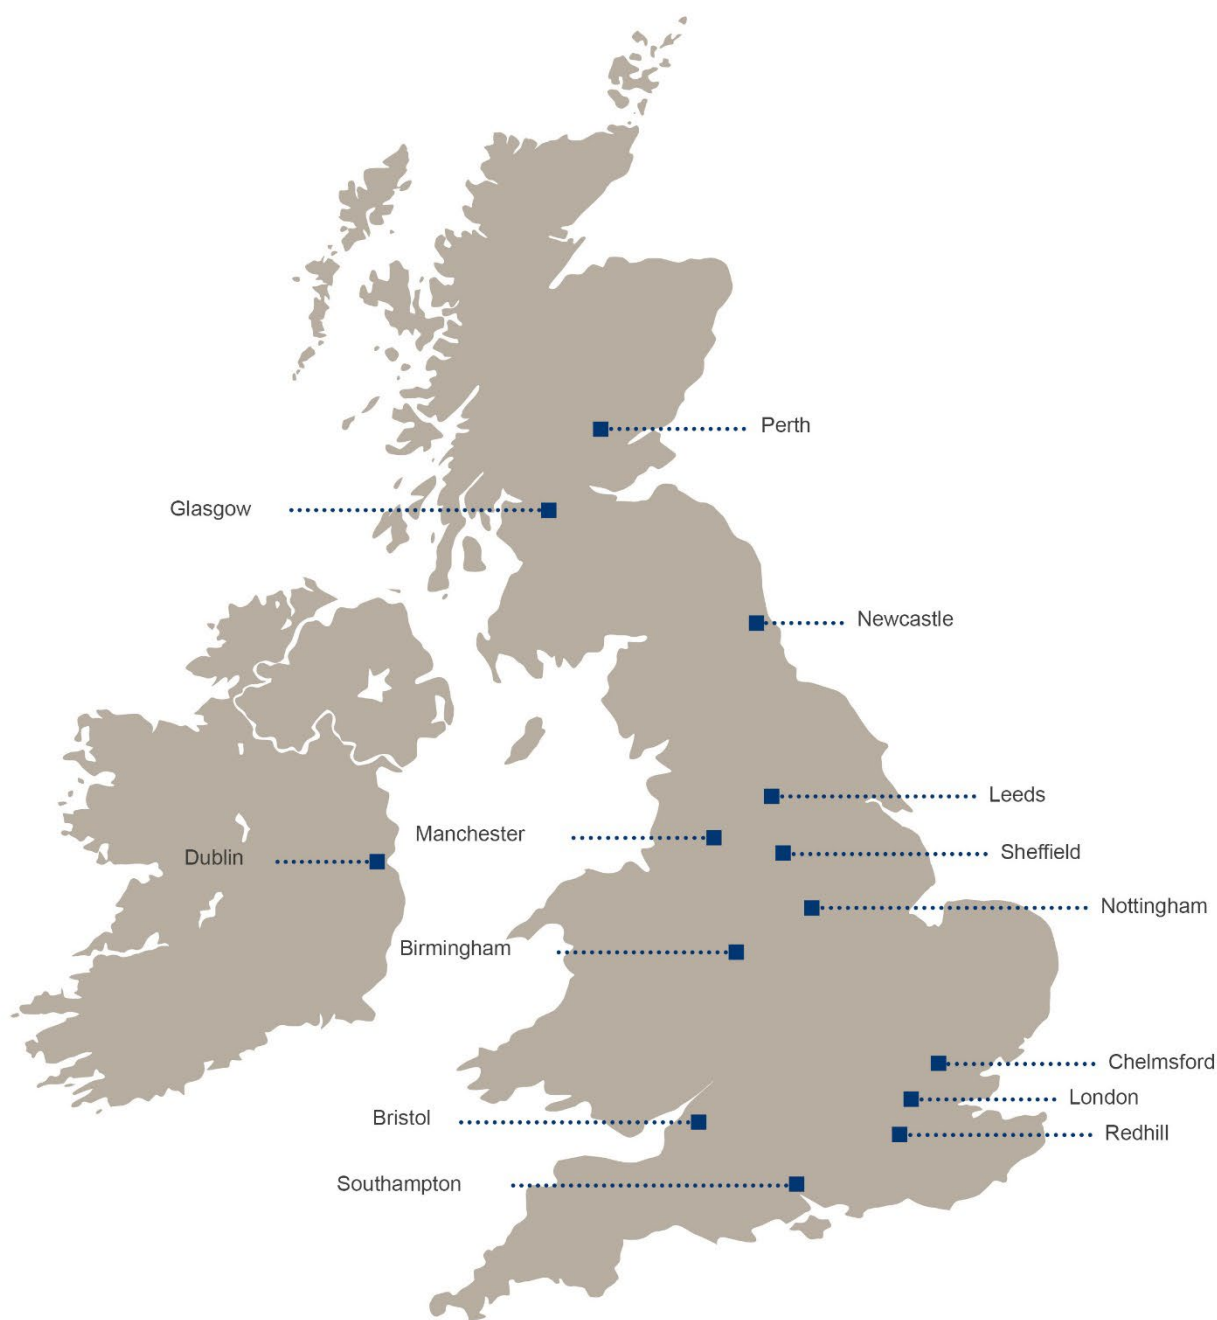 Perth
Glasgow
Newcastle
Leeds
Manchester
Sheffield
Dublin
Nottingham
Birmingham
Chelmsford
London
Bristol
Redhill
Southampton